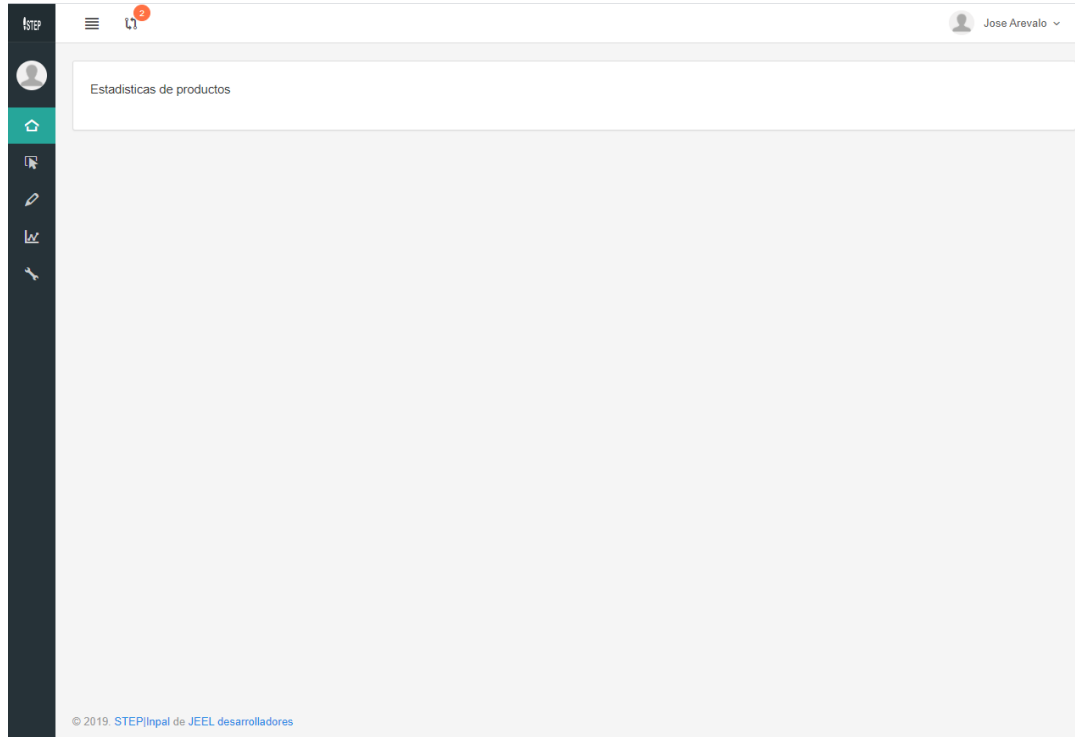 STEP
2
Jose Arevalo
Estadisticas de productos
© 2019. STEP|Inpal de JEEL desarrolladores